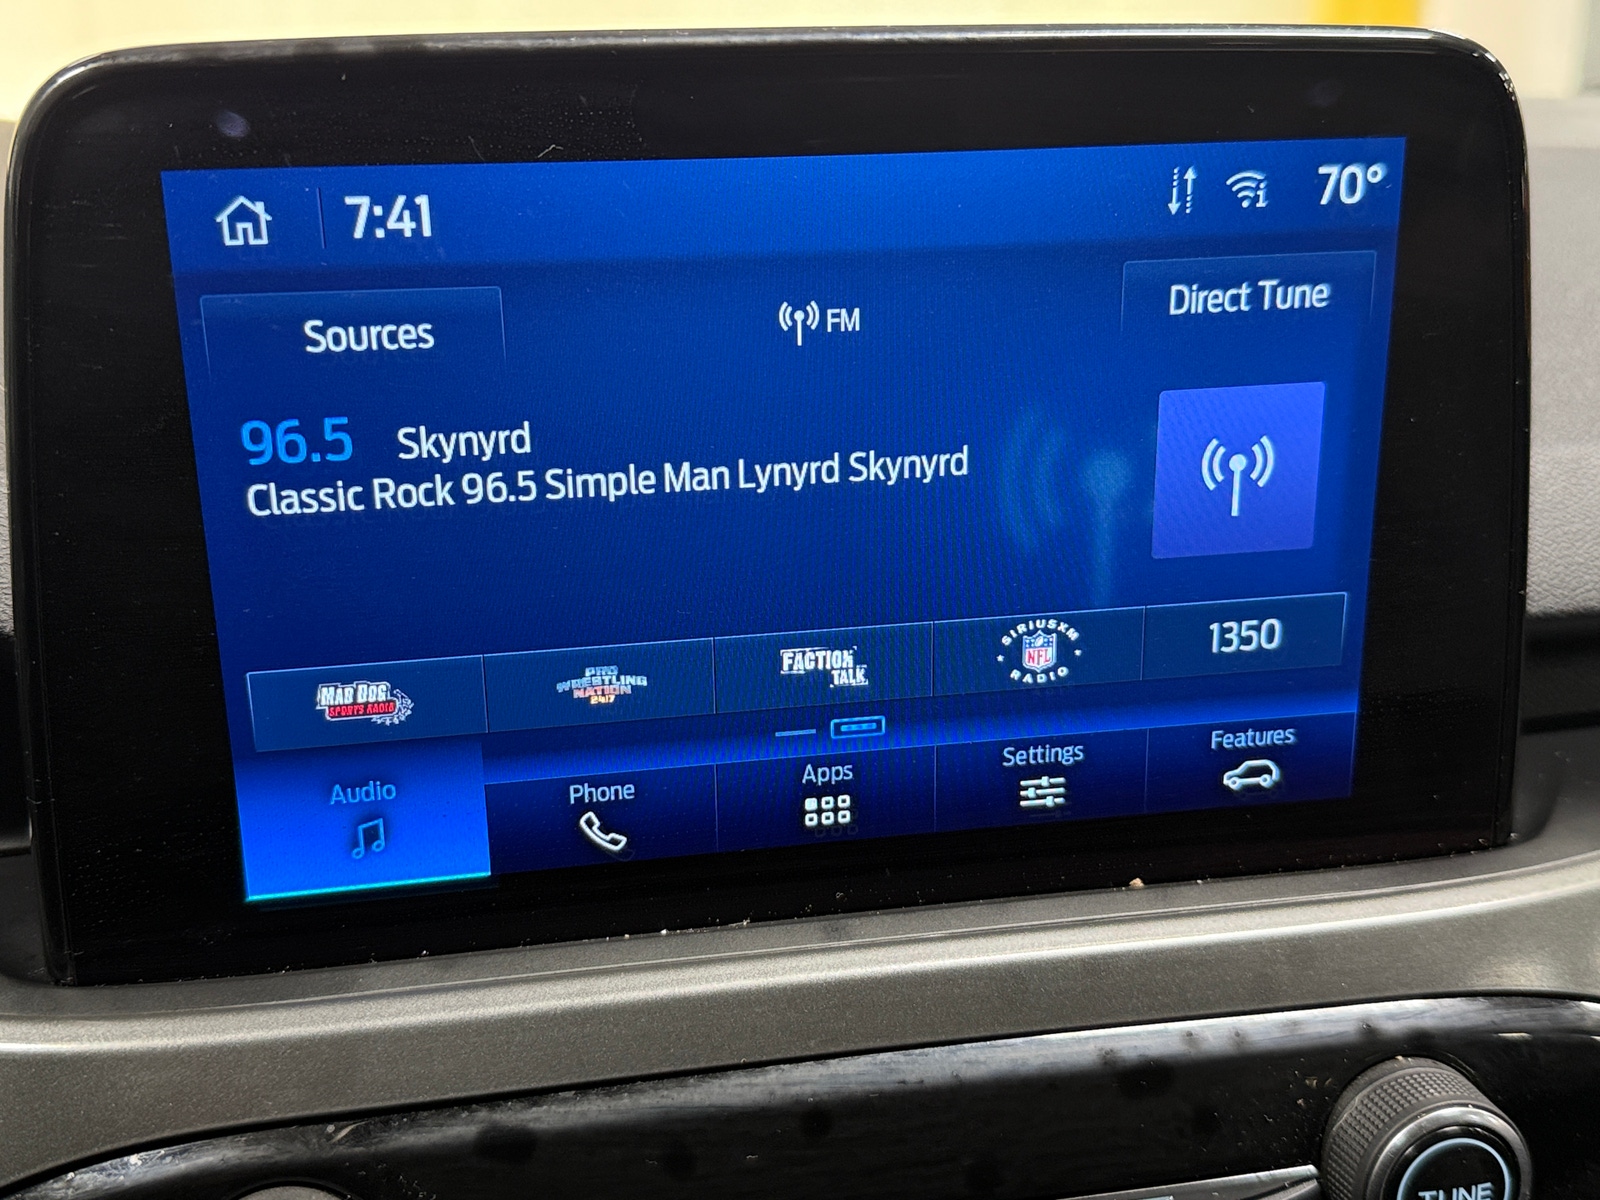 7:41
70°
Sources
FM
Direct Tune
96.5 Skynyrd
Classic Rock 96.5 Simple Man Lynyrd Skynyrd
MAD DOG
SPORTS RADIO
PRO
WRESTLING
NATION
24/7
FACTION
TALK
SIRIUSXM
NFL
RADIO
1350
Audio
Phone
Apps
Settings
Features
TUNE